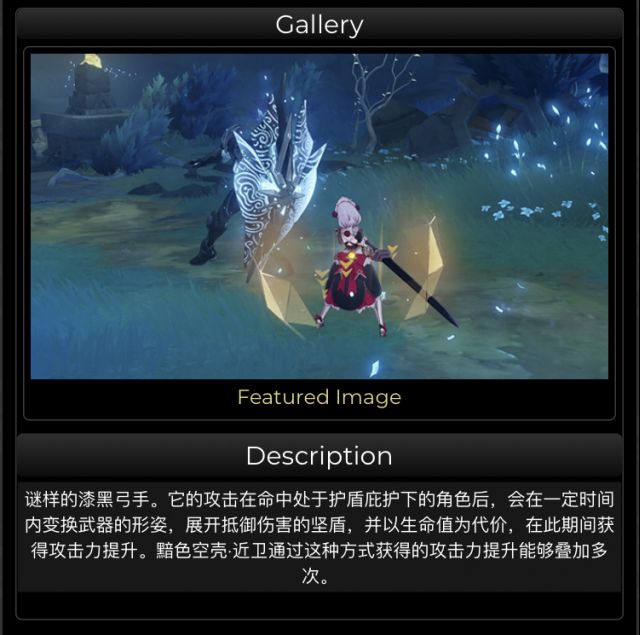 Gallery
Featured Image
Description
谜样的漆黑弓手。它的攻击在命中处于护盾庇护下的角色后，会在一定时间
内变换武器的形姿，展开抵御伤害的坚盾，并以生命值为代价，在此期间获
得攻击力提升。黯色空壳·近卫通过这种方式获得的攻击力提升能够叠加多
次。